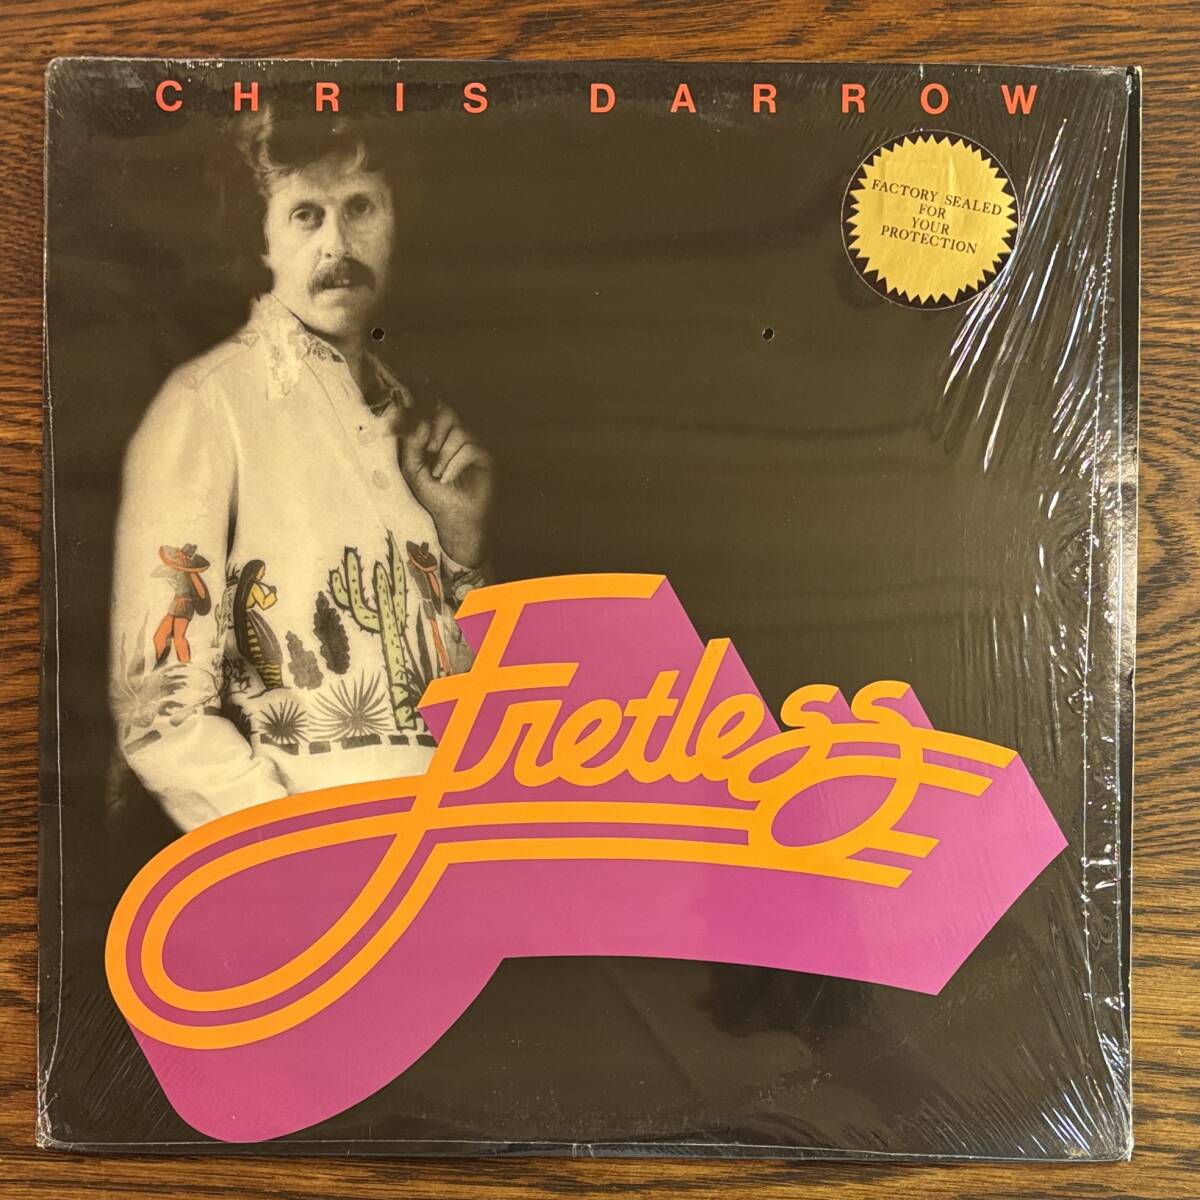 CHRIS DARROW
FACTORY SEALED
FOR
YOUR
PROTECTION
Fretless